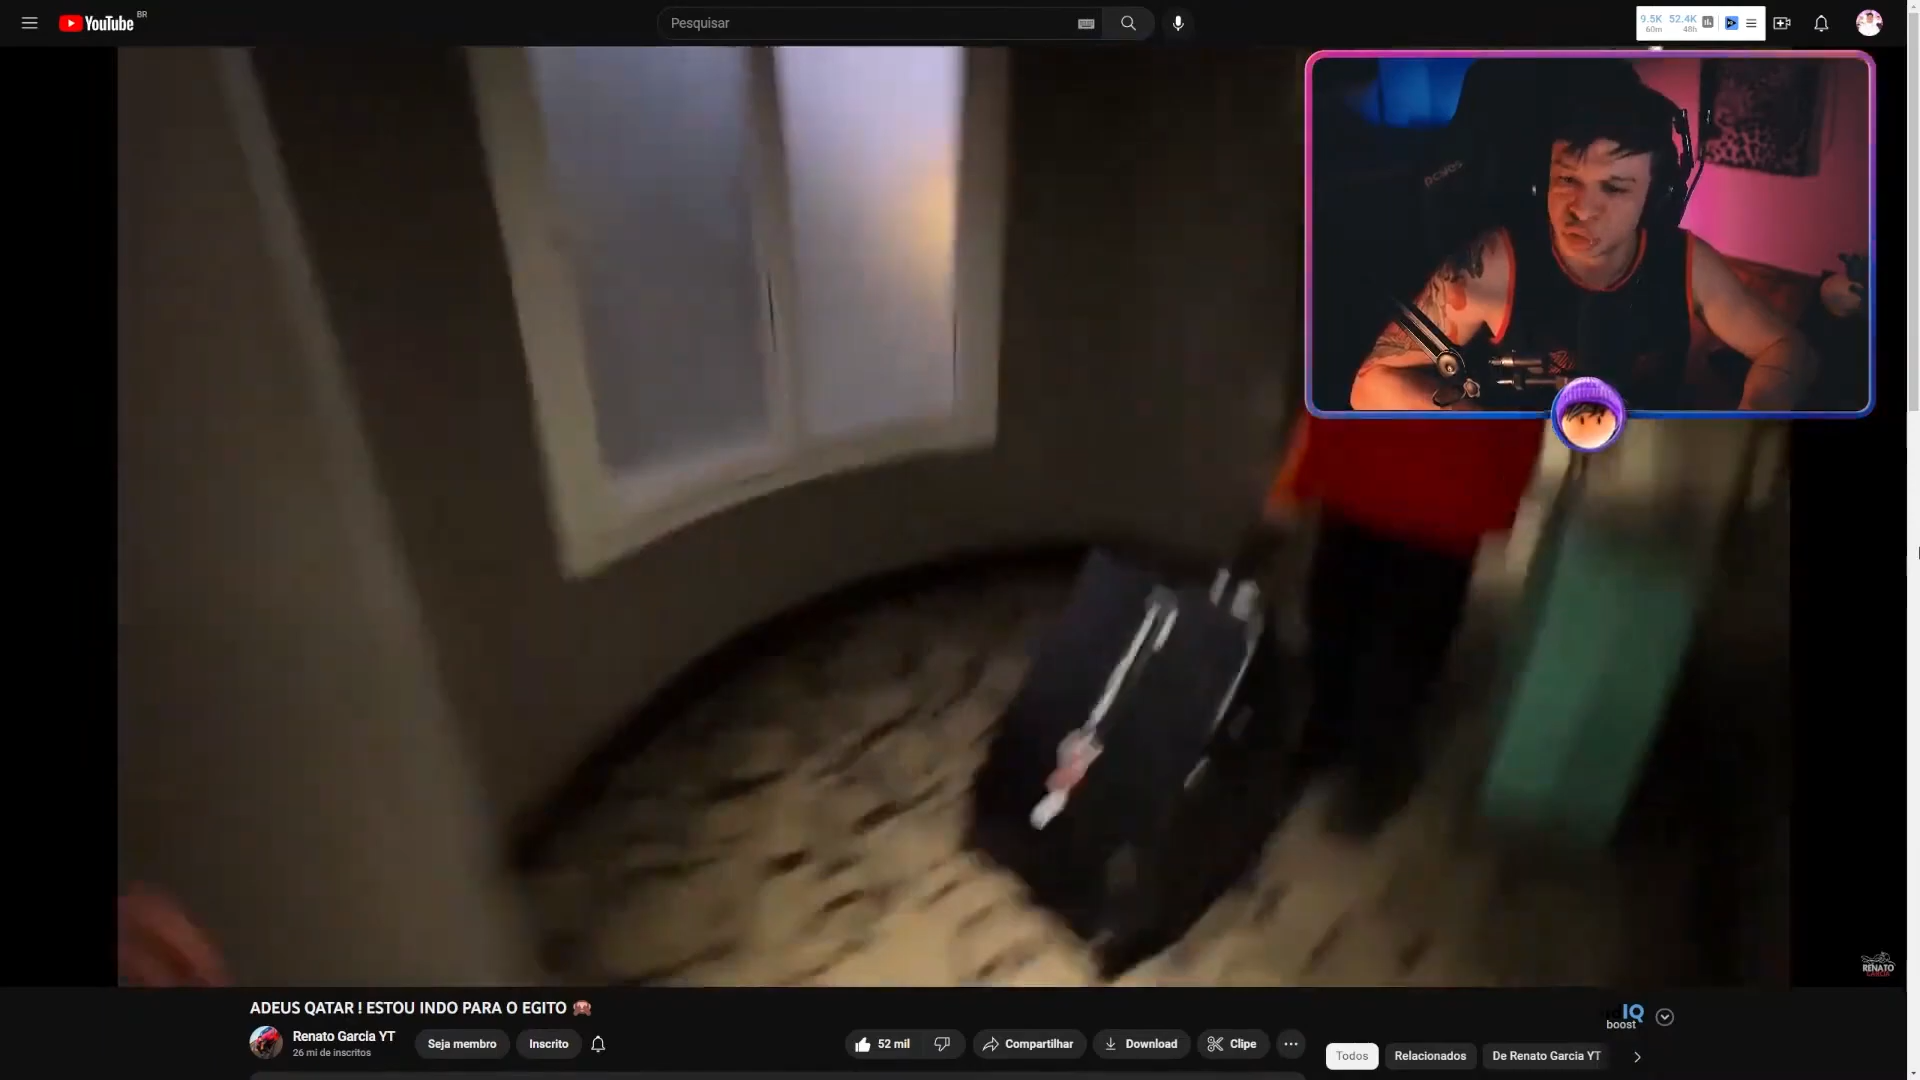 YouTube BR
Pesquisar
9.5K 52.4K
60m 48h
pcyes
RENATO
GARCIA
ADEUS QATAR ! ESTOU INDO PARA O EGITO
IQ
boost
Renato Garcia YT
26 mi de inscritos
Seja membro
Inscrito
52 mil
Compartilhar
Download
Clipe
Todos
Relacionados
De Renato Garcia YT